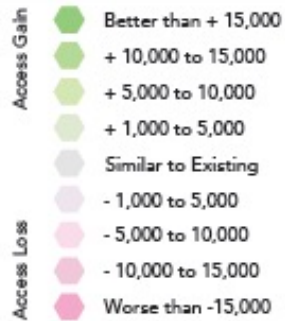 Access Gain
Better than + 15,000
+ 10,000 to 15,000
+ 5,000 to 10,000
+ 1,000 to 5,000
Similar to Existing
- 1,000 to 5,000
- 5,000 to 10,000
- 10,000 to 15,000
Worse than -15,000
Access Loss